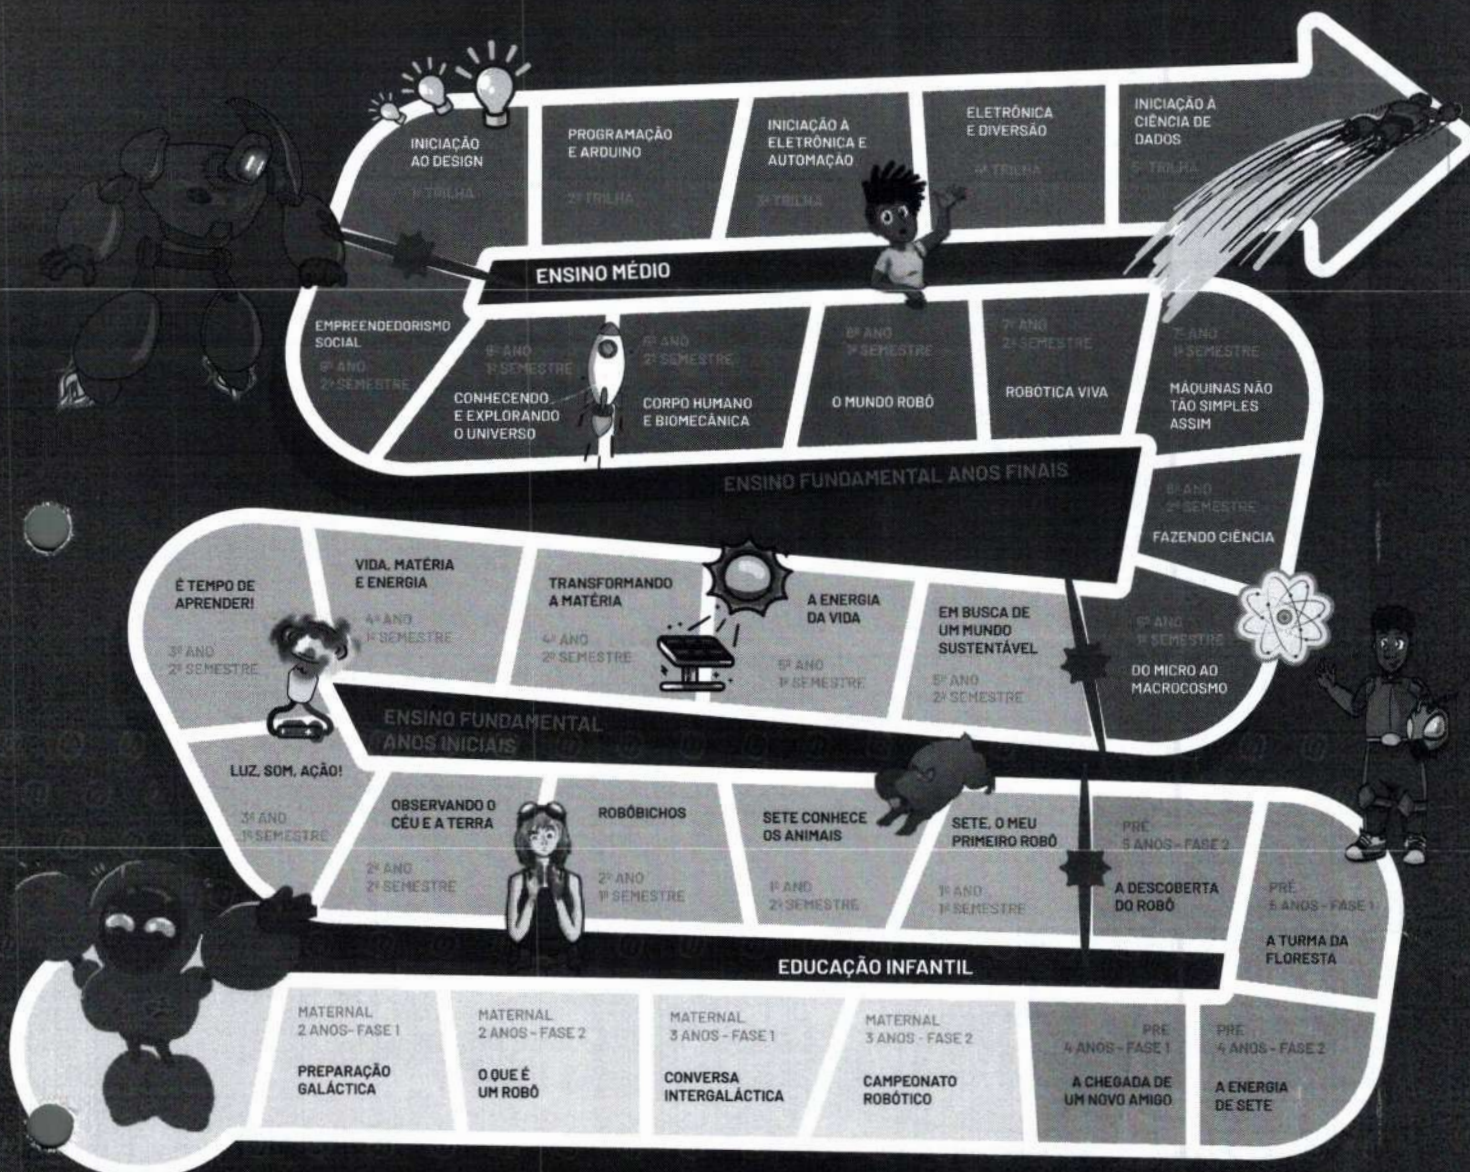 INICIAÇÃO
AO DESIGN
1ª TRILHA
PROGRAMAÇÃO
E ARDUINO
2ª TRILHA
INICIAÇÃO À
ELETRÔNICA E
AUTOMAÇÃO
3ª TRILHA
ELETRÔNICA
E DIVERSÃO
4ª TRILHA
INICIAÇÃO À
CIÊNCIA DE
DADOS
5ª TRILHA
ENSINO MÉDIO
EMPREENDEDORISMO
SOCIAL
9º ANO
2º SEMESTRE
9º ANO
1º SEMESTRE
CONHECENDO
E EXPLORANDO
O UNIVERSO
8º ANO
2º SEMESTRE
CORPO HUMANO
E BIOMECÂNICA
8º ANO
1º SEMESTRE
O MUNDO ROBÔ
7º ANO
2º SEMESTRE
ROBÓTICA VIVA
7º ANO
1º SEMESTRE
MÁQUINAS NÃO
TÃO SIMPLES
ASSIM
ENSINO FUNDAMENTAL ANOS FINAIS
6º ANO
2º SEMESTRE
FAZENDO CIÊNCIA
6º ANO
1º SEMESTRE
DO MICRO AO
MACROCOSMO
É TEMPO DE
APRENDER!
3º ANO
2º SEMESTRE
VIDA, MATÉRIA
E ENERGIA
4º ANO
1º SEMESTRE
TRANSFORMANDO
A MATÉRIA
4º ANO
2º SEMESTRE
A ENERGIA
DA VIDA
5º ANO
1º SEMESTRE
EM BUSCA DE
UM MUNDO
SUSTENTÁVEL
5º ANO
2º SEMESTRE
ENSINO FUNDAMENTAL
ANOS INICIAIS
LUZ, SOM, AÇÃO!
3º ANO
1º SEMESTRE
OBSERVANDO O
CÉU E A TERRA
2º ANO
2º SEMESTRE
ROBÔBICHOS
2º ANO
1º SEMESTRE
SETE CONHECE
OS ANIMAIS
1º ANO
2º SEMESTRE
SETE, O MEU
PRIMEIRO ROBÔ
1º ANO
1º SEMESTRE
PRÉ
5 ANOS - FASE 2
A DESCOBERTA
DO ROBÔ
PRÉ
5 ANOS - FASE 1
A TURMA DA
FLORESTA
EDUCAÇÃO INFANTIL
MATERNAL
2 ANOS - FASE 1
PREPARAÇÃO
GALÁCTICA
MATERNAL
2 ANOS - FASE 2
O QUE É
UM ROBÔ
MATERNAL
3 ANOS - FASE 1
CONVERSA
INTERGALÁCTICA
MATERNAL
3 ANOS - FASE 2
CAMPEONATO
ROBÓTICO
PRÉ
4 ANOS - FASE 1
A CHEGADA DE
UM NOVO AMIGO
PRÉ
4 ANOS - FASE 2
A ENERGIA
DE SETE